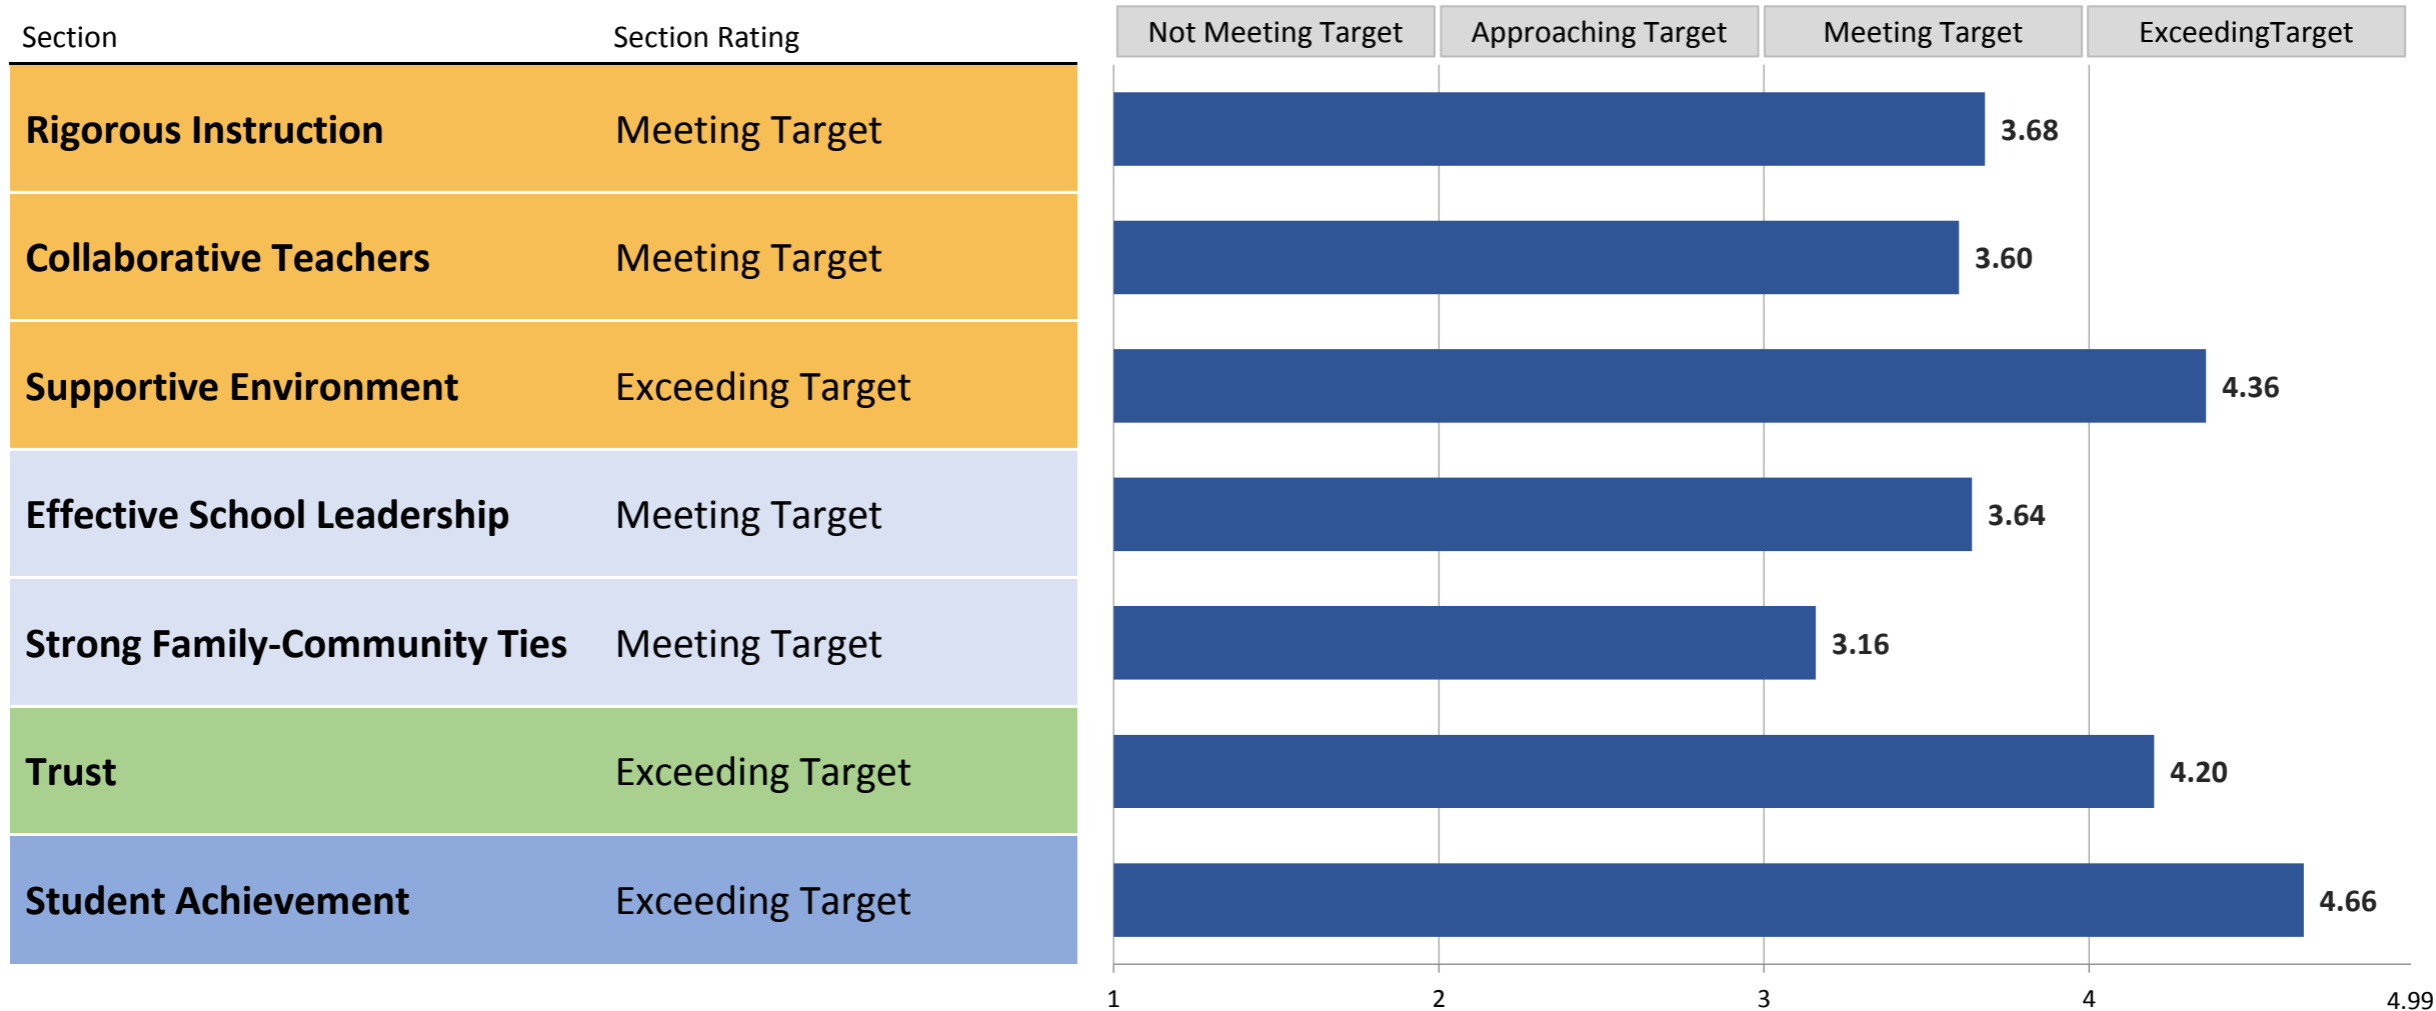 Section Section Rating Not Meeting Target Approaching Target Meeting Target ExceedingTarget
Rigorous Instruction Meeting Target 3.68
Collaborative Teachers Meeting Target 3.60
Supportive Environment Exceeding Target 4.36
Effective School Leadership Meeting Target 3.64
Strong Family-Community Ties Meeting Target 3.16
Trust Exceeding Target 4.20
Student Achievement Exceeding Target 4.66
1 2 3 4 4.99